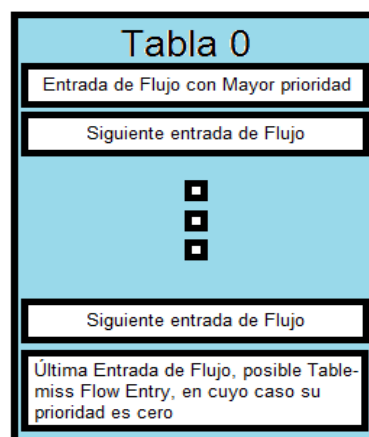 Tabla 0
Entrada de Flujo con Mayor prioridad
Siguiente entrada de Flujo
Siguiente entrada de Flujo
Última Entrada de Flujo, posible Table-
miss Flow Entry, en cuyo caso su
prioridad es cero